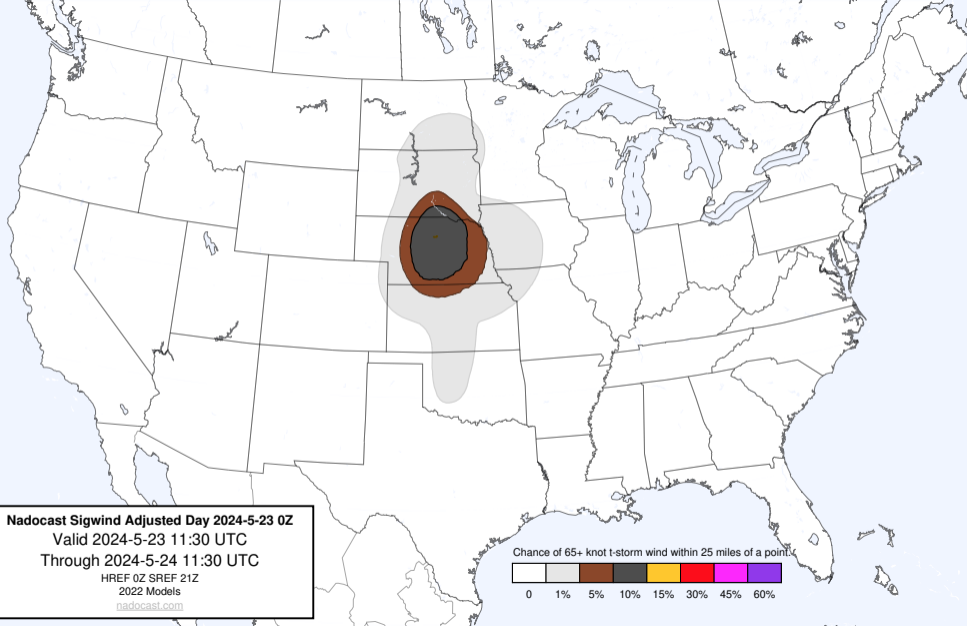 Nadocast Sigwind Adjusted Day 2024-5-23 0Z
Valid 2024-5-23 11:30 UTC
Through 2024-5-24 11:30 UTC
HREF 0Z SREF 21Z
2022 Models
nadocast.com
Chance of 65+ knot t-storm wind within 25 miles of a point.
0 1% 5% 10% 15% 30% 45% 60%